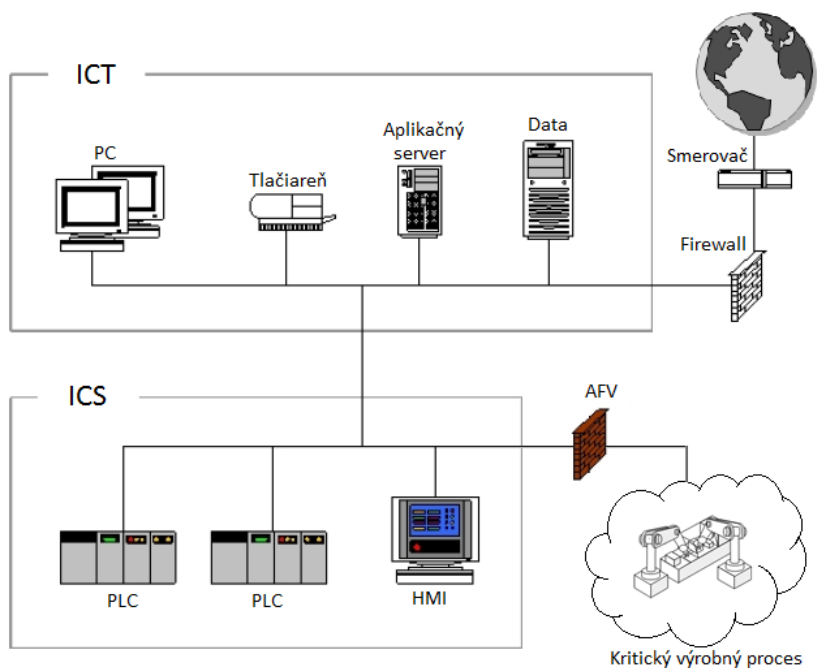 ICT
PC
Tlačiareň
Aplikačný
server
Data
Smerovač
Firewall
ICS
AFV
PLC
PLC
HMI
Kritický výrobný proces